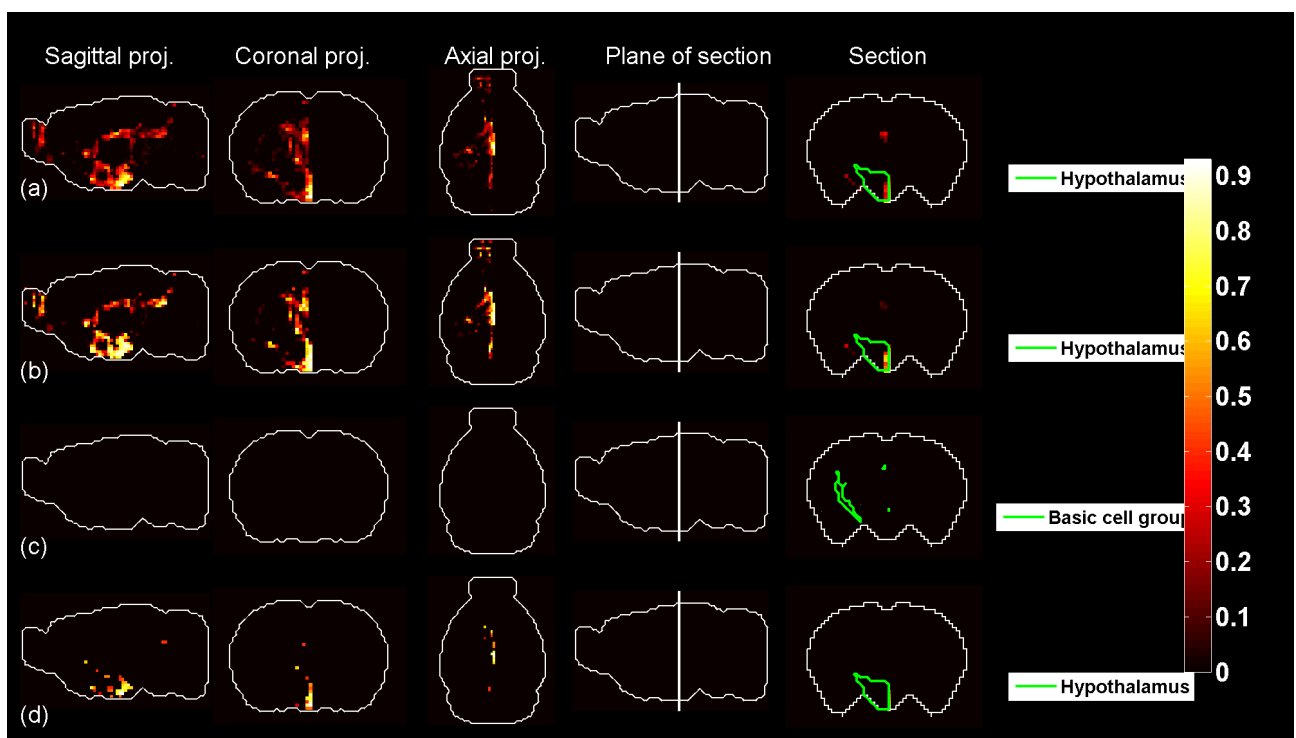 Sagittal proj. Coronal proj. Axial proj. Plane of section Section
(a)
Hypothalamus
(b)
Hypothalamus
(c)
Basic cell group
(d)
Hypothalamus
0.9
0.8
0.7
0.6
0.5
0.4
0.3
0.2
0.1
0